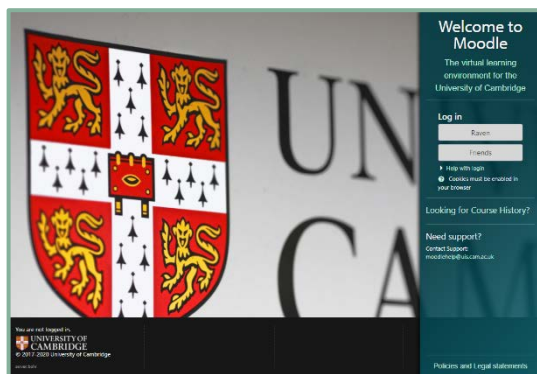 UN
CA
Welcome to
Moodle
The virtual learning
environment for the
University of Cambridge
Log in
Raven
Friends
Help with login
Cookies must be enabled in
your browser
Looking for Course History?
Need support?
Contact Support:
moodlehelp@uis.cam.ac.uk
You are not logged in.
UNIVERSITY OF
CAMBRIDGE
© 2017-2020 University of Cambridge
Policies and Legal statements